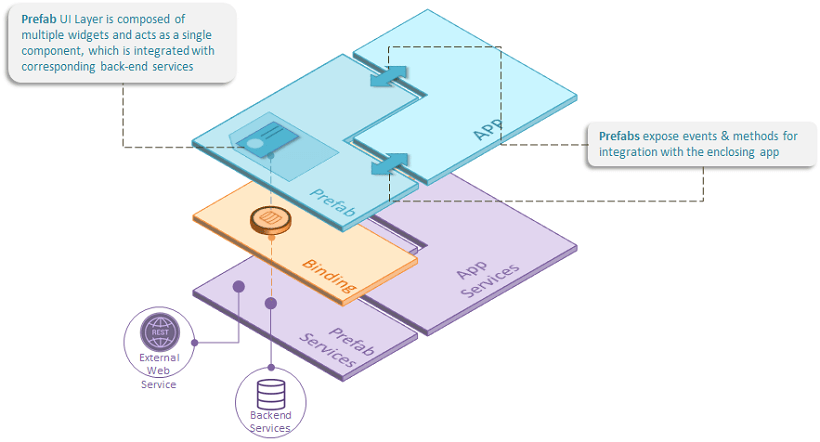 Prefab UI Layer is composed of
multiple widgets and acts as a single
component, which is integrated with
corresponding back-end services
APP
Prefabs expose events & methods for
integration with the enclosing app
Prefab
Binding
App
Services
Prefab
Services
REST
External
Web
Service
Backend
Services